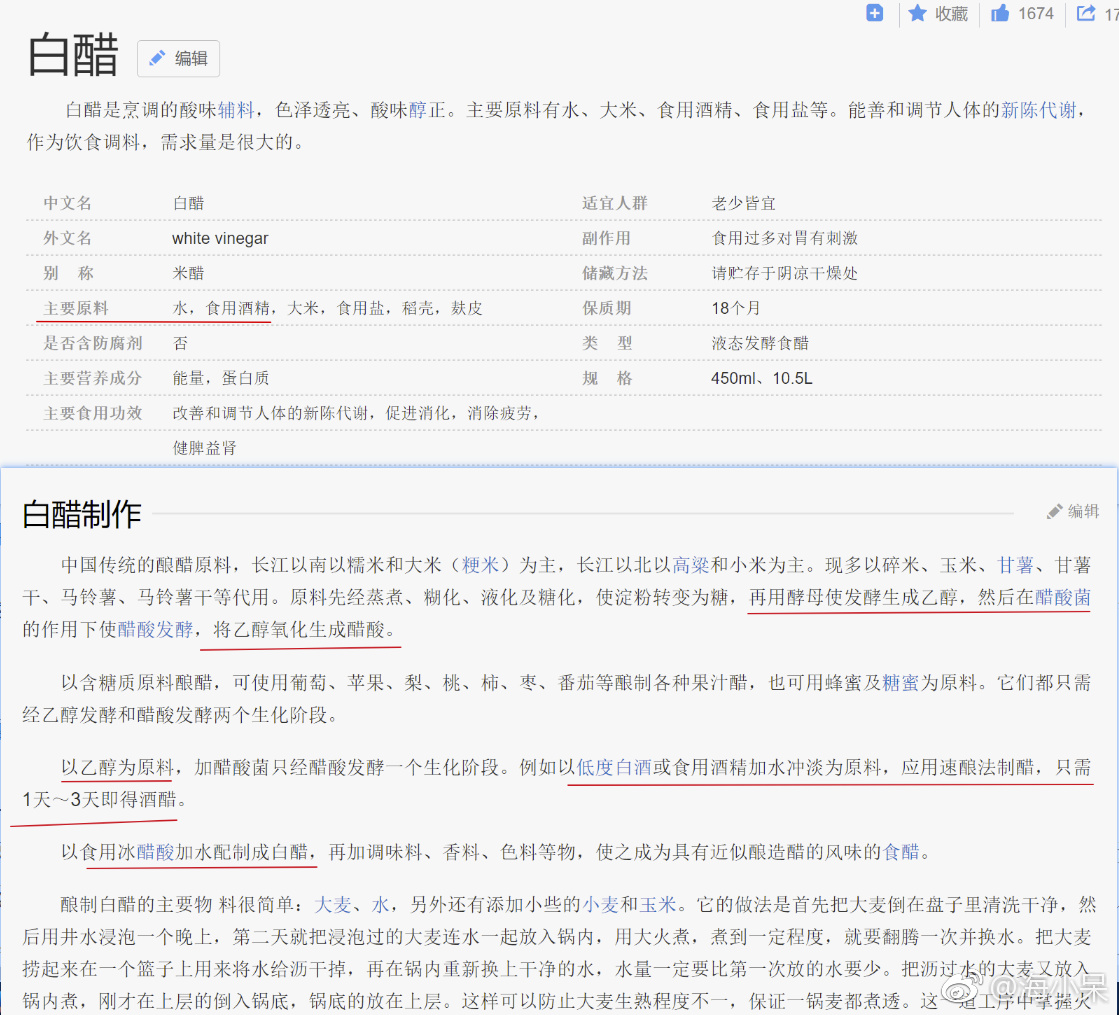 收藏 1674 17
白醋 编辑
白醋是烹调的酸味辅料，色泽透亮、酸味醇正。主要原料有水、大米、食用酒精、食用盐等。能善和调节人体的新陈代谢，
作为饮食调料，需求量是很大的。
中文名 白醋 适宜人群 老少皆宜
外文名 white vinegar 副作用 食用过多对胃有刺激
别 称 米醋 储藏方法 请贮存于阴凉干燥处
主要原料 水，食用酒精，大米，食用盐，稻壳，麸皮 保质期 18个月
是否含防腐剂 否 类 型 液态发酵食醋
主要营养成分 能量，蛋白质 规 格 450ml、10.5L
主要食用功效 改善和调节人体的新陈代谢，促进消化，消除疲劳，
健脾益肾
白醋制作 编辑
中国传统的酿醋原料，长江以南以糯米和大米（粳米）为主，长江以北以高粱和小米为主。现多以碎米、玉米、甘薯、甘薯
干、马铃薯、马铃薯干等代用。原料先经蒸煮、糊化、液化及糖化，使淀粉转变为糖，再用酵母使发酵生成乙醇，然后在醋酸菌
的作用下使醋酸发酵，将乙醇氧化生成醋酸。
以含糖质原料酿醋，可使用葡萄、苹果、梨、桃、柿、枣、番茄等酿制各种果汁醋，也可用蜂蜜及糖蜜为原料。它们都只需
经乙醇发酵和醋酸发酵两个生化阶段。
以乙醇为原料，加醋酸菌只经醋酸发酵一个生化阶段。例如以低度白酒或食用酒精加水冲淡为原料，应用速酿法制醋，只需
1天～3天即得酒醋。
以食用冰醋酸加水配制成白醋，再加调味料、香料、色料等物，使之成为具有近似酿造醋的风味的食醋。
酿制白醋的主要物 料很简单：大麦、水，另外还有添加小些的小麦和玉米。它的做法是首先把大麦倒在盘子里清洗干净，然
后用井水浸泡一个晚上，第二天就把浸泡过的大麦连水一起放入锅内，用大火煮，煮到一定程度，就要翻腾一次并换水。把大麦
捞起来在一个篮子上用来将水给沥干掉，再在锅内重新换上干净的水，水量一定要比第一次放的水要少。把沥过水的大麦又放入
锅内煮，刚才在上层的倒入锅底，锅底的放在上层。这样可以防止大麦生熟程度不一，保证一锅麦都煮透。这一道工序中掌握火
@海小呆